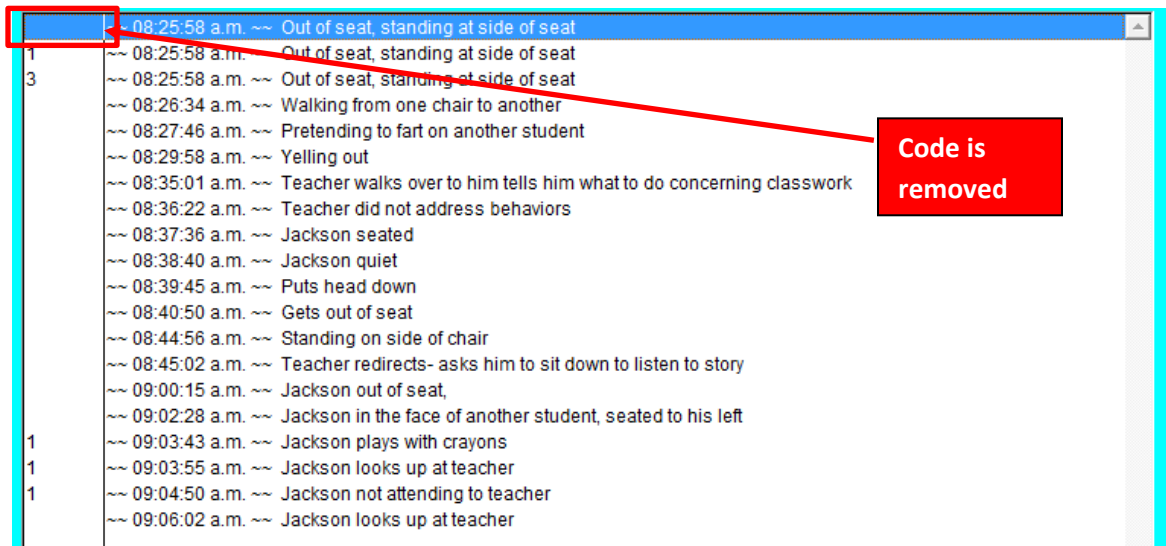 ~~ 08:25:58 a.m. ~~ Out of seat, standing at side of seat
1 ~~ 08:25:58 a.m. ~~ Out of seat, standing at side of seat
3 ~~ 08:25:58 a.m. ~~ Out of seat, standing at side of seat
~~ 08:26:34 a.m. ~~ Walking from one chair to another
~~ 08:27:46 a.m. ~~ Pretending to fart on another student
~~ 08:29:58 a.m. ~~ Yelling out
~~ 08:35:01 a.m. ~~ Teacher walks over to him tells him what to do concerning classwork
~~ 08:36:22 a.m. ~~ Teacher did not address behaviors
~~ 08:37:36 a.m. ~~ Jackson seated
~~ 08:38:40 a.m. ~~ Jackson quiet
~~ 08:39:45 a.m. ~~ Puts head down
~~ 08:40:50 a.m. ~~ Gets out of seat
~~ 08:44:56 a.m. ~~ Standing on side of chair
~~ 08:45:02 a.m. ~~ Teacher redirects- asks him to sit down to listen to story
~~ 09:00:15 a.m. ~~ Jackson out of seat,
~~ 09:02:28 a.m. ~~ Jackson in the face of another student, seated to his left
1 ~~ 09:03:43 a.m. ~~ Jackson plays with crayons
1 ~~ 09:03:55 a.m. ~~ Jackson looks up at teacher
1 ~~ 09:04:50 a.m. ~~ Jackson not attending to teacher
~~ 09:06:02 a.m. ~~ Jackson looks up at teacher
Code is
removed